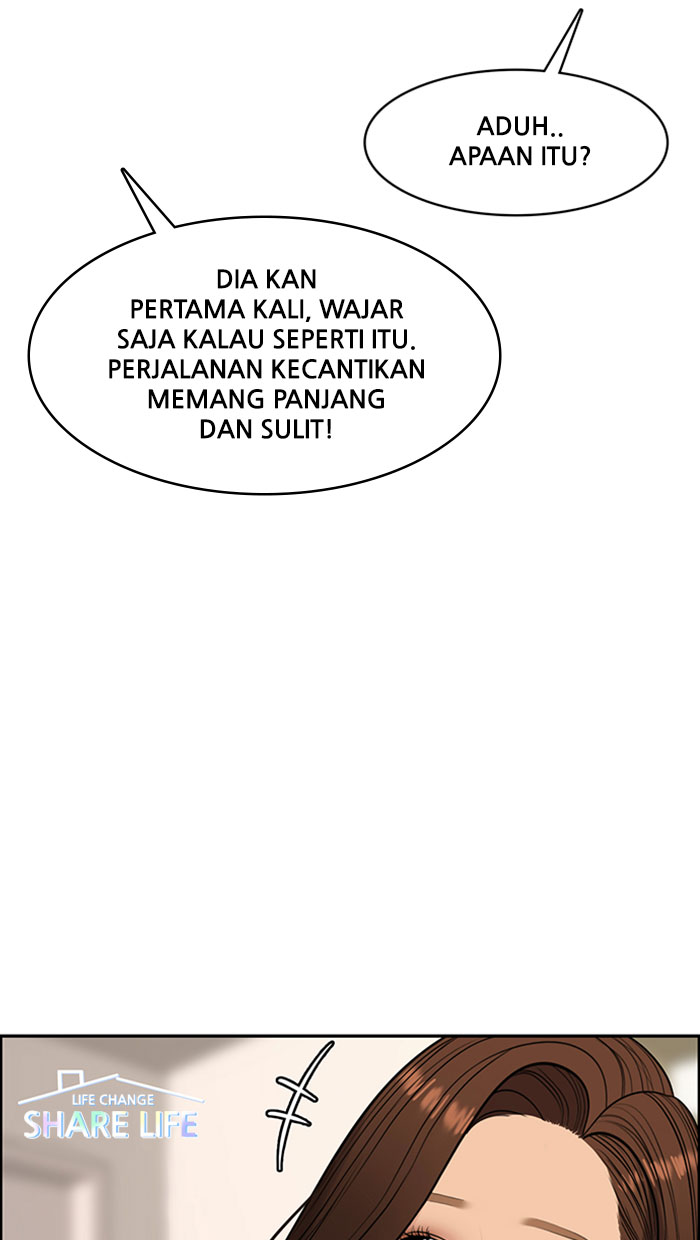 ADUH..
APAAN ITU?
DIA KAN
PERTAMA KALI, WAJAR
SAJA KALAU SEPERTI ITU.
PERJALANAN KECANTIKAN
MEMANG PANJANG
DAN SULIT!
LIFE CHANGE
SHARE LIFE